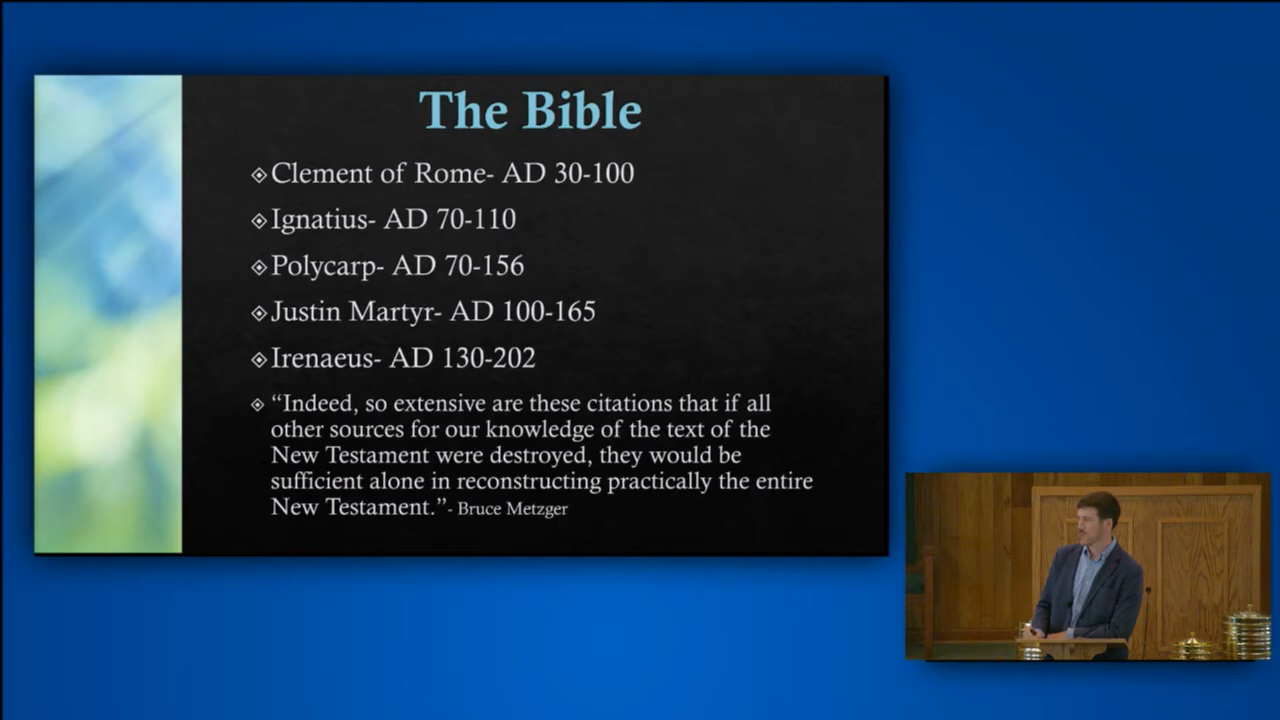 The Bible
Clement of Rome- AD 30-100
Ignatius- AD 70-110
Polycarp- AD 70-156
Justin Martyr- AD 100-165
Irenaeus- AD 130-202
“Indeed, so extensive are these citations that if all
other sources for our knowledge of the text of the
New Testament were destroyed, they would be
sufficient alone in reconstructing practically the entire
New Testament.”- Bruce Metzger